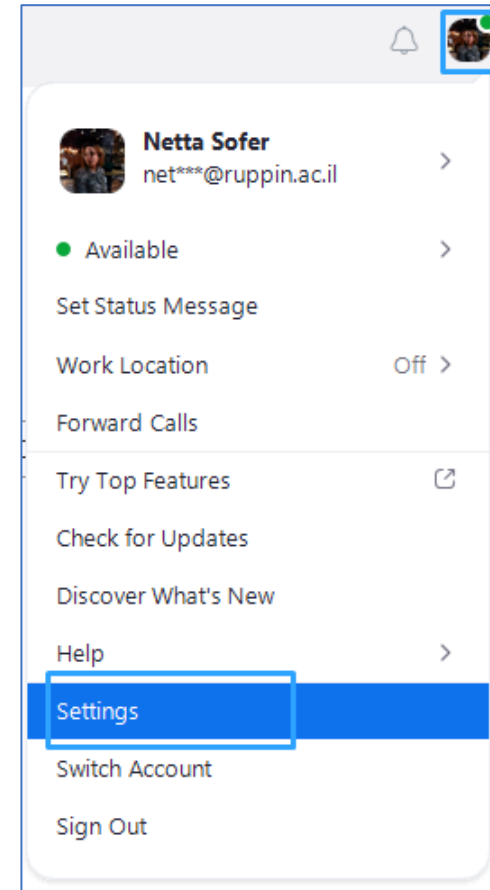 Netta Sofer
net***@ruppin.ac.il
Available
Set Status Message
Work Location Off
Forward Calls
Try Top Features
Check for Updates
Discover What's New
Help
Settings
Switch Account
Sign Out